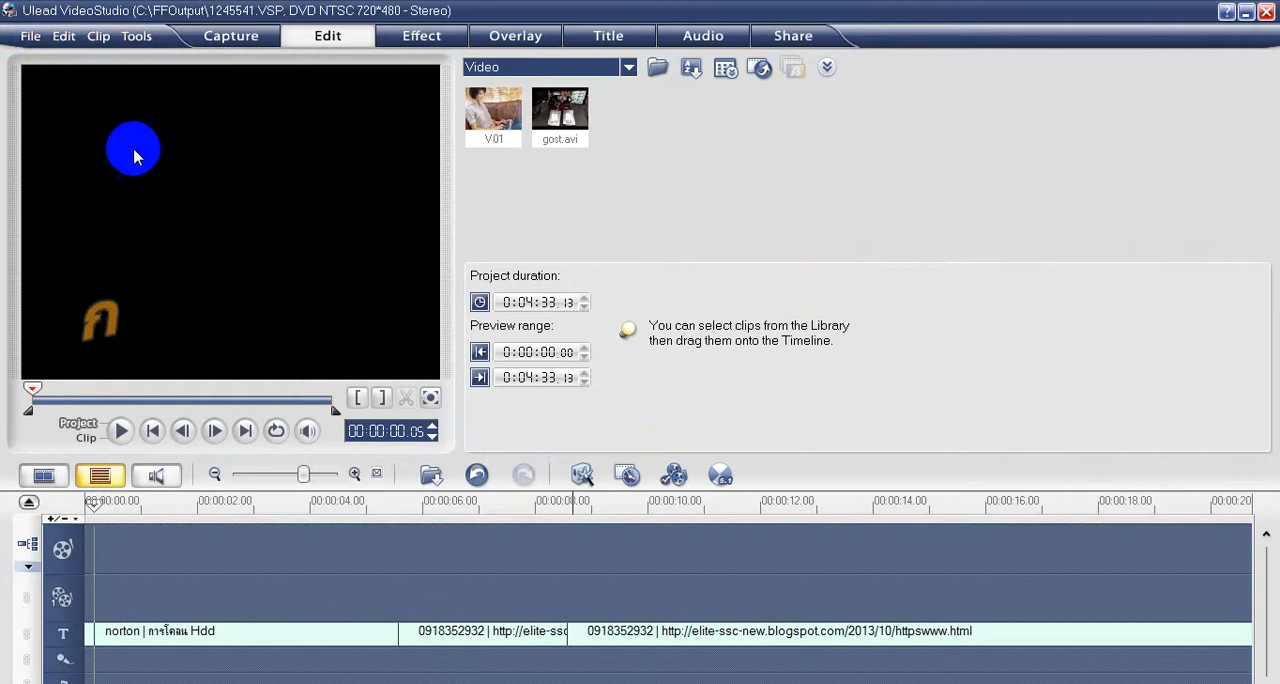 Ulead VideoStudio (C:\FFOutput\1245541.VSP, DVD NTSC 720*480 - Stereo)
File Edit Clip Tools Capture Edit Effect Overlay Title Audio Share
Video
V01 gost.avi
ก
Project duration:
0:04:33.13
Preview range:
0:00:00.00
0:04:33.13
You can
clips from the Library
then drag
onto the Timeline.
Project
Clip
00:00:00.05
00:00:00.00 00:00:02.00 00:00:04.00 00:00:06.00 00:00:08.00 00:00:10.00 00:00:12.00 00:00:14.00 00:00:16.00 00:00:18.00 00:00:20
norton | การโคลน Hdd 0918352932 | http://elite-ssc 0918352932 | http://elite-ssc-new.blogspot.com/2013/10/httpswww.html
T